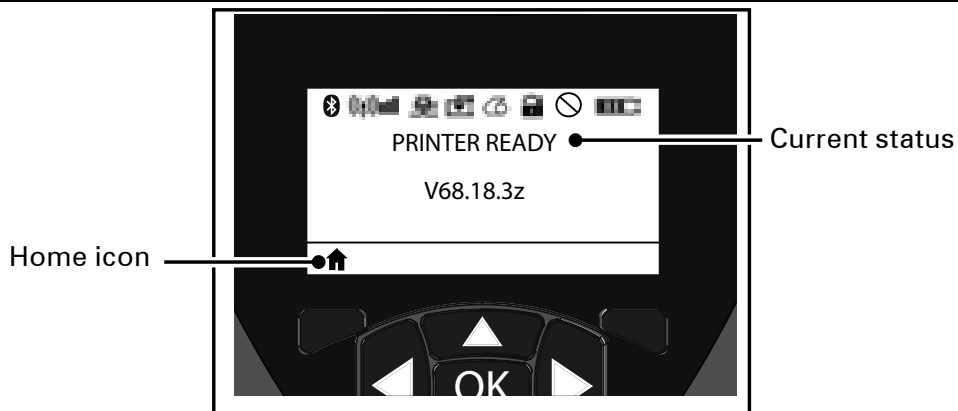 PRINTER READY
Current status
V68.18.3z
Home icon
OK